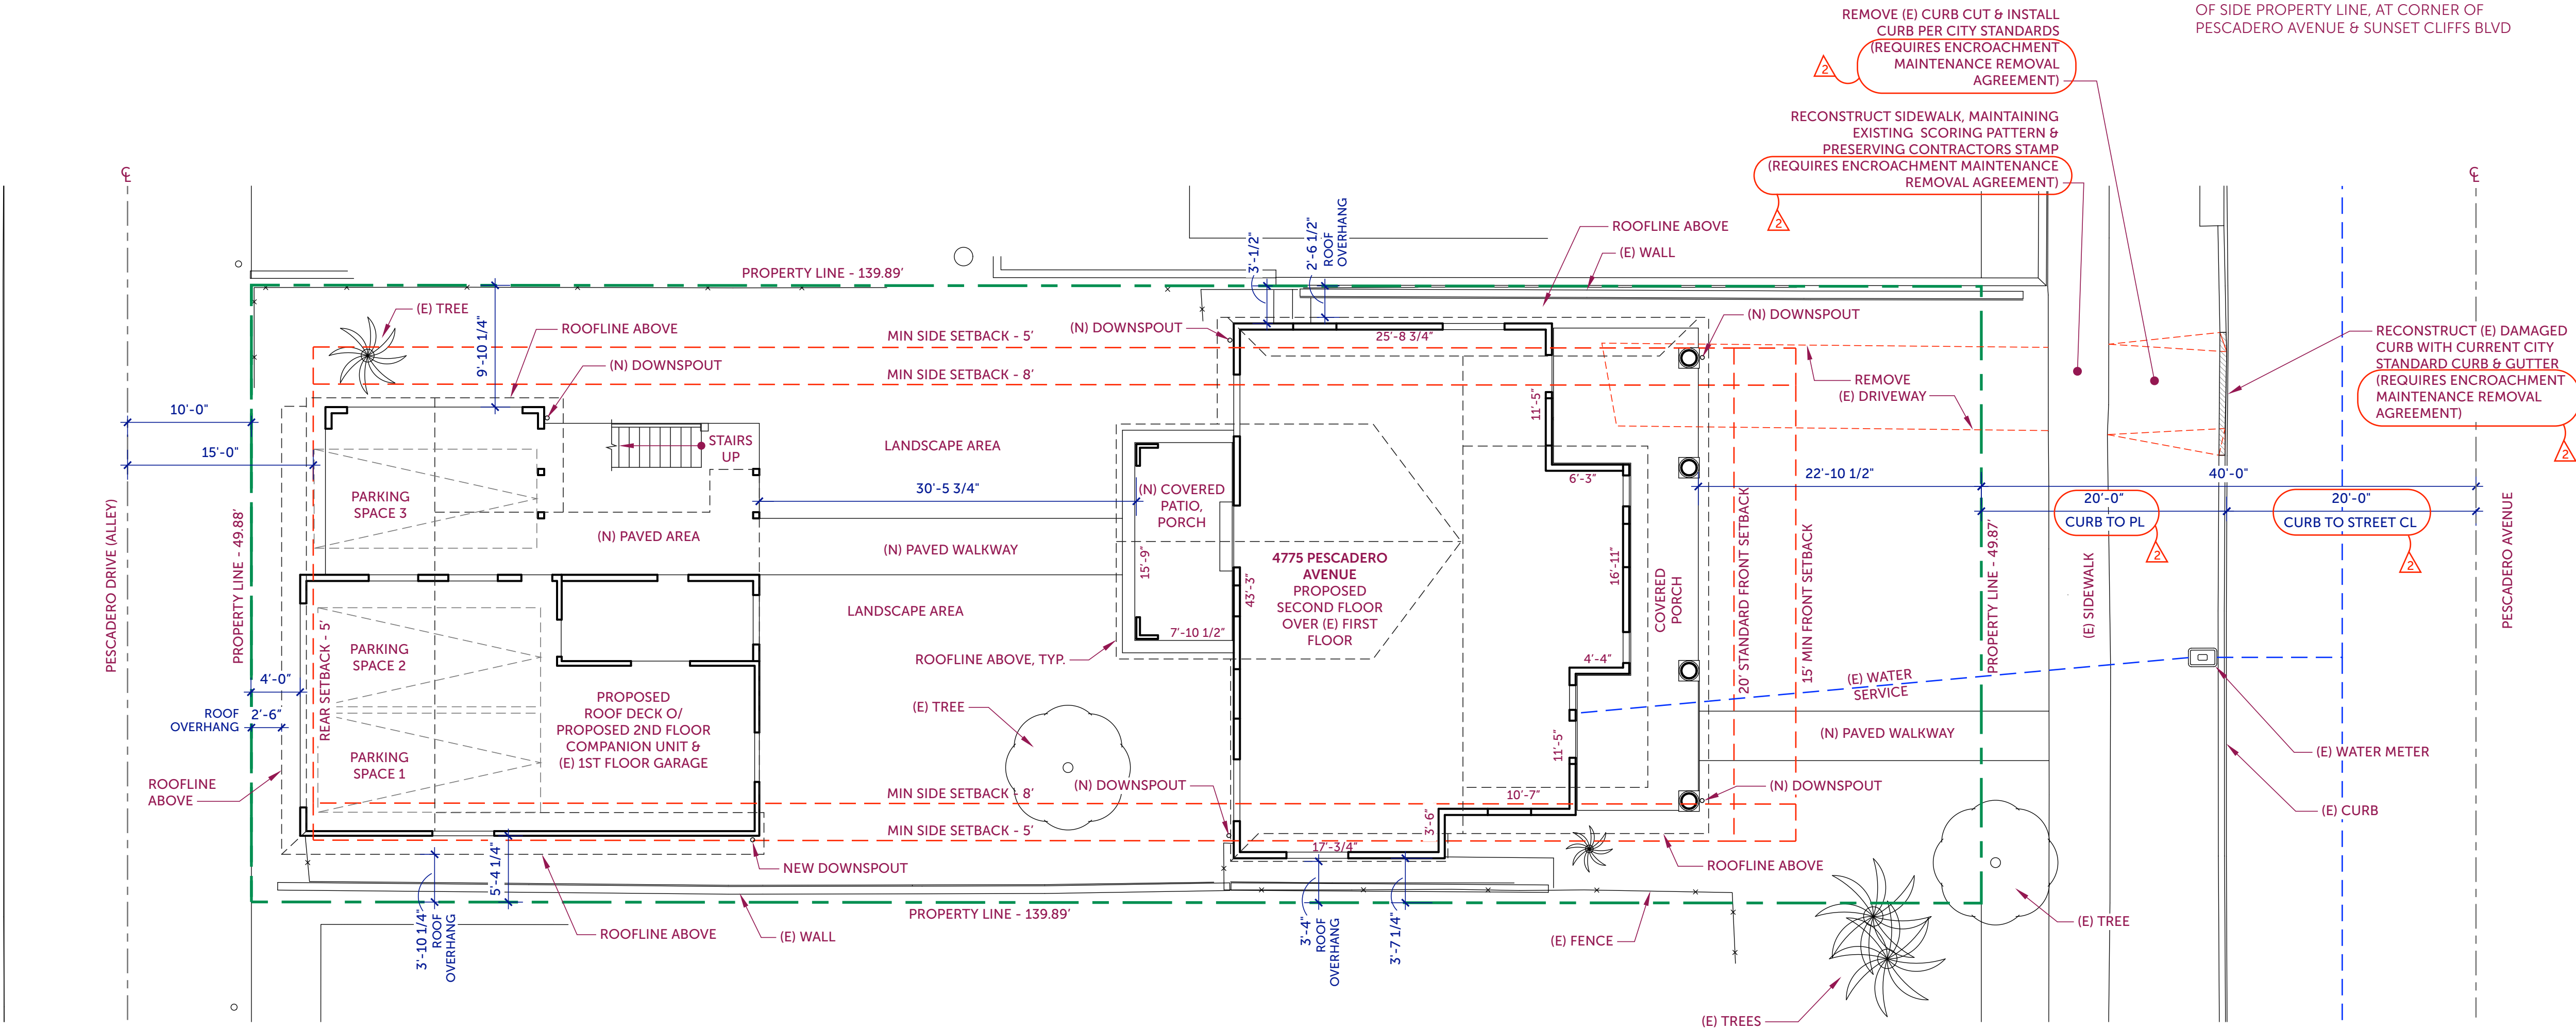 OF SIDE PROPERTY LINE, AT CORNER OF
PESCADERO AVENUE & SUNSET CLIFFS BLVD
REMOVE (E) CURB CUT & INSTALL
CURB PER CITY STANDARDS
(REQUIRES ENCROACHMENT
MAINTENANCE REMOVAL
AGREEMENT)
2
RECONSTRUCT SIDEWALK, MAINTAINING
EXISTING SCORING PATTERN &
PRESERVING CONTRACTORS STAMP
(REQUIRES ENCROACHMENT MAINTENANCE
REMOVAL AGREEMENT)
2
CL
CL
ROOFLINE ABOVE
(E) WALL
3'-1/2"
2'-6 1/2"
ROOF
OVERHANG
PROPERTY LINE - 139.89'
(E) TREE
ROOFLINE ABOVE
(N) DOWNSPOUT
9'-10 1/4"
MIN SIDE SETBACK - 5'
MIN SIDE SETBACK - 8'
(N) DOWNSPOUT
25'-8 3/4"
(N) DOWNSPOUT
REMOVE
(E) DRIVEWAY
RECONSTRUCT (E) DAMAGED
CURB WITH CURRENT CITY
STANDARD CURB & GUTTER
(REQUIRES ENCROACHMENT
MAINTENANCE REMOVAL
AGREEMENT)
2
10'-0"
15'-0"
STAIRS
UP
LANDSCAPE AREA
11'-5"
6'-3"
PARKING
SPACE 3
30'-5 3/4"
(N) COVERED
PATIO,
PORCH
22'-10 1/2"
40'-0"
20'-0"
CURB TO PL
2
20'-0"
CURB TO STREET CL
2
(N) PAVED AREA
(N) PAVED WALKWAY
15'-9"
43'-3"
4775 PESCADERO
AVENUE
PROPOSED
SECOND FLOOR
OVER (E) FIRST
FLOOR
16'-11"
COVERED
PORCH
20' STANDARD FRONT SETBACK
15' MIN FRONT SETBACK
PROPERTY LINE - 49.87'
(E) SIDEWALK
PESCADERO AVENUE
PESCADERO DRIVE (ALLEY)
PROPERTY LINE - 49.88'
REAR SETBACK - 5'
LANDSCAPE AREA
7'-10 1/2"
PARKING
SPACE 2
ROOFLINE ABOVE, TYP.
4'-4"
(E) WATER
SERVICE
4'-0"
ROOF
OVERHANG
2'-6"
PROPOSED
ROOF DECK O/
PROPOSED 2ND FLOOR
COMPANION UNIT &
(E) 1ST FLOOR GARAGE
(E) TREE
11'-5"
(N) PAVED WALKWAY
(E) WATER METER
PARKING
SPACE 1
ROOFLINE
ABOVE
MIN SIDE SETBACK - 8'
(N) DOWNSPOUT
10'-7"
(N) DOWNSPOUT
(E) CURB
MIN SIDE SETBACK - 5'
3'-6"
17'-3/4"
NEW DOWNSPOUT
ROOFLINE ABOVE
5'-4 1/4"
3'-10 1/4"
ROOF
OVERHANG
ROOFLINE ABOVE
(E) WALL
PROPERTY LINE - 139.89'
3'-4"
ROOF
OVERHANG
3'-7 1/4"
(E) FENCE
(E) TREE
(E) TREES